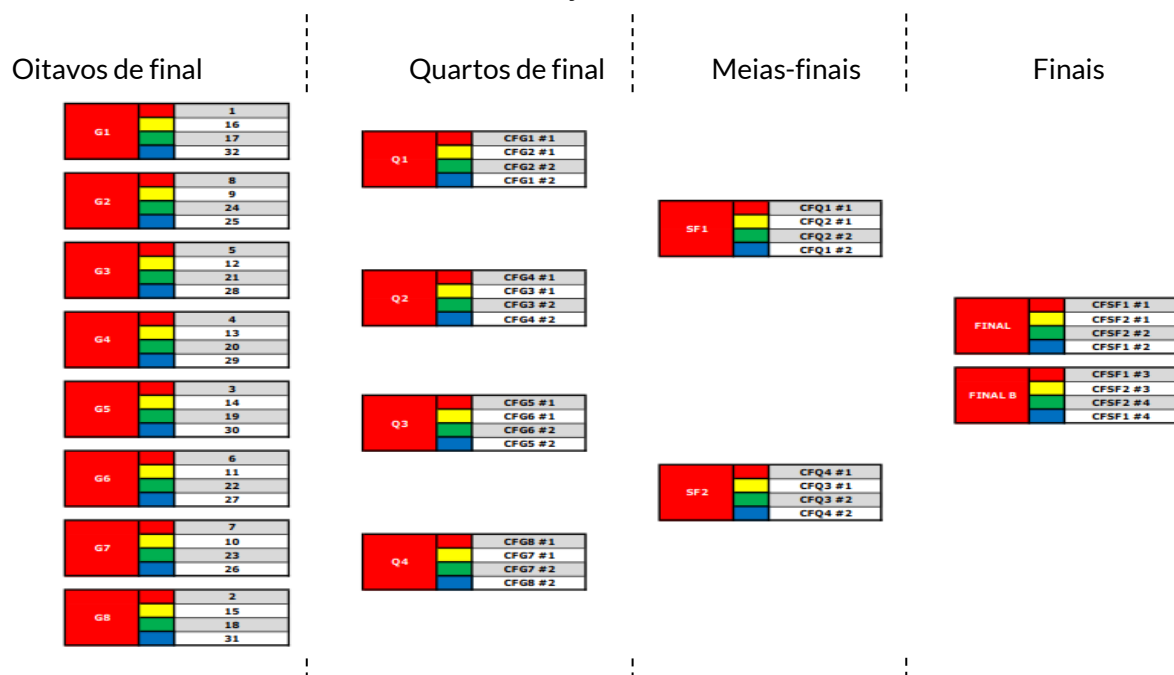 Oitavos de final
Quartos de final
Meias-finais
Finais
G1
1
16
17
32
G2
8
9
24
25
G3
5
12
21
28
G4
4
13
20
29
G5
3
14
19
30
G6
6
11
22
27
G7
7
10
23
26
G8
2
15
18
31
Q1
CFG1 #1
CFG2 #1
CFG2 #2
CFG1 #2
Q2
CFG4 #1
CFG3 #1
CFG3 #2
CFG4 #2
Q3
CFG5 #1
CFG6 #1
CFG6 #2
CFG5 #2
Q4
CFG8 #1
CFG7 #1
CFG7 #2
CFG8 #2
SF1
CFQ1 #1
CFQ2 #1
CFQ2 #2
CFQ1 #2
SF2
CFQ4 #1
CFQ3 #1
CFQ3 #2
CFQ4 #2
FINAL
CFSF1 #1
CFSF2 #1
CFSF2 #2
CFSF1 #2
FINAL B
CFSF1 #3
CFSF2 #3
CFSF2 #4
CFSF1 #4